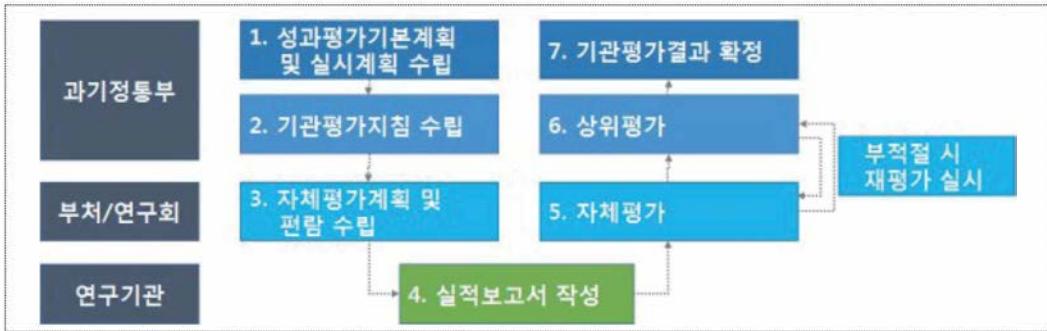 과기정통부
1. 성과평가기본계획
및 실시계획 수립
7. 기관평가결과 확정
2. 기관평가지침 수립
6. 상위평가
부적절 시
재평가 실시
부처/연구회
3. 자체평가계획 및
편람 수립
5. 자체평가
연구기관
4. 실적보고서 작성